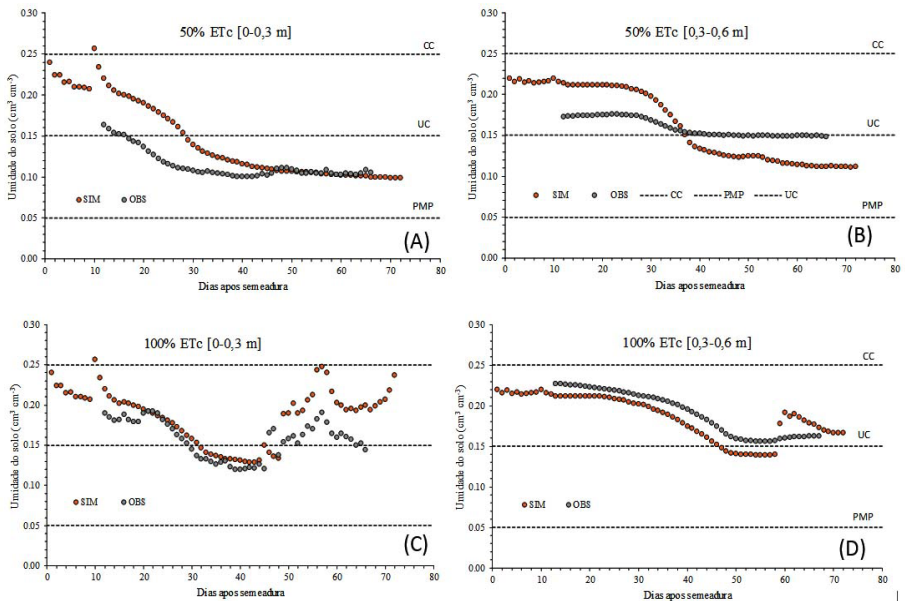 50% ETc [0-0,3 m]
Umidade do solo (cm³ cm⁻³)
0.30
0.25
0.20
0.15
0.10
0.05
0.00
CC
UC
PMP
SIM OBS
(A)
0 10 20 30 40 50 60 70 80
Dias apos semeadura
50% ETc [0,3-0,6 m]
Umidade do solo (cm³ cm⁻³)
0.30
0.25
0.20
0.15
0.10
0.05
0.00
CC
UC
SIM OBS CC PMP UC
PMP
(B)
0 10 20 30 40 50 60 70 80
Dias apos semeadura
100% ETc [0-0,3 m]
Umidade do solo (cm³ cm⁻³)
0.30
0.25
0.20
0.15
0.10
0.05
0.00
SIM OBS
(C)
0 10 20 30 40 50 60 70 80
Dias apos semeadura
100% ETc [0,3-0,6 m]
Umidade do solo (cm³ cm⁻³)
0.30
0.25
0.20
0.15
0.10
0.05
0.00
CC
UC
SIM OBS
PMP
(D)
0 10 20 30 40 50 60 70 80
Dias apos semeadura